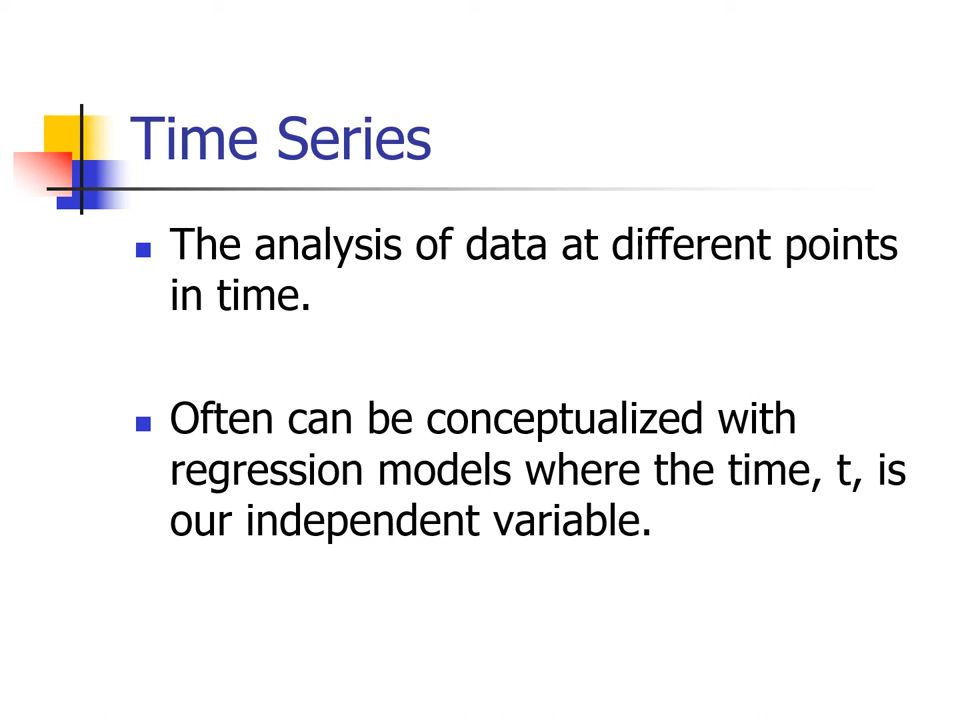 Time Series
The analysis of data at different points
in time.
Often can be conceptualized with
regression models where the time, t, is
our independent variable.